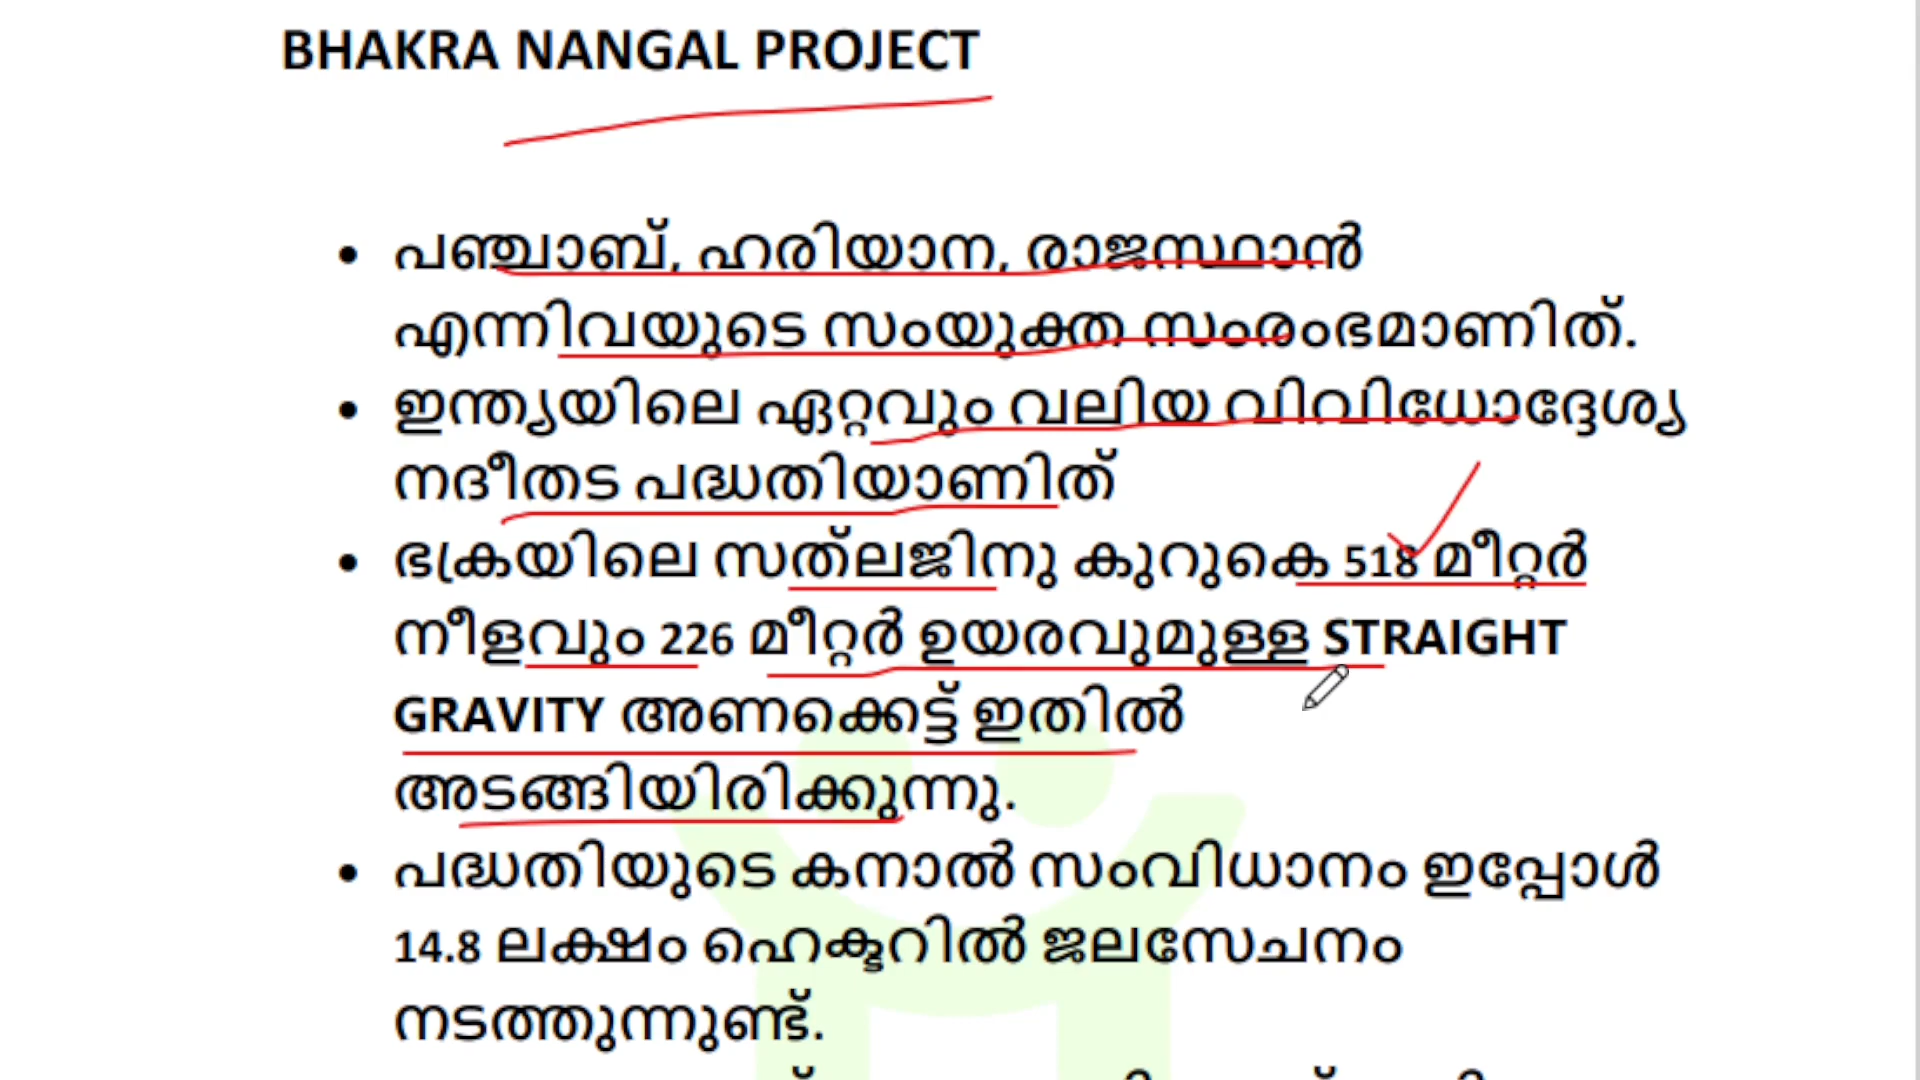 BHAKRA NANGAL PROJECT
• പഞ്ചാബ്, ഹരിയാന, രാജസ്ഥാൻ
എന്നിവയുടെ സംയുക്ത സംരംഭമാണിത്.
• ഇന്ത്യയിലെ ഏറ്റവും വലിയ വിവിധോദ്ദേശ്യ
നദീതട പദ്ധതിയാണിത്
• ഭക്രയിലെ സത്‌ലജിനു കുറുകെ 518 മീറ്റർ
നീളവും 226 മീറ്റർ ഉയരവുമുള്ള STRAIGHT
GRAVITY അണക്കെട്ട് ഇതിൽ
അടങ്ങിയിരിക്കുന്നു.
• പദ്ധതിയുടെ കനാൽ സംവിധാനം ഇപ്പോൾ
14.8 ലക്ഷം ഹെക്ടറിൽ ജലസേചനം
നടത്തുന്നുണ്ട്.